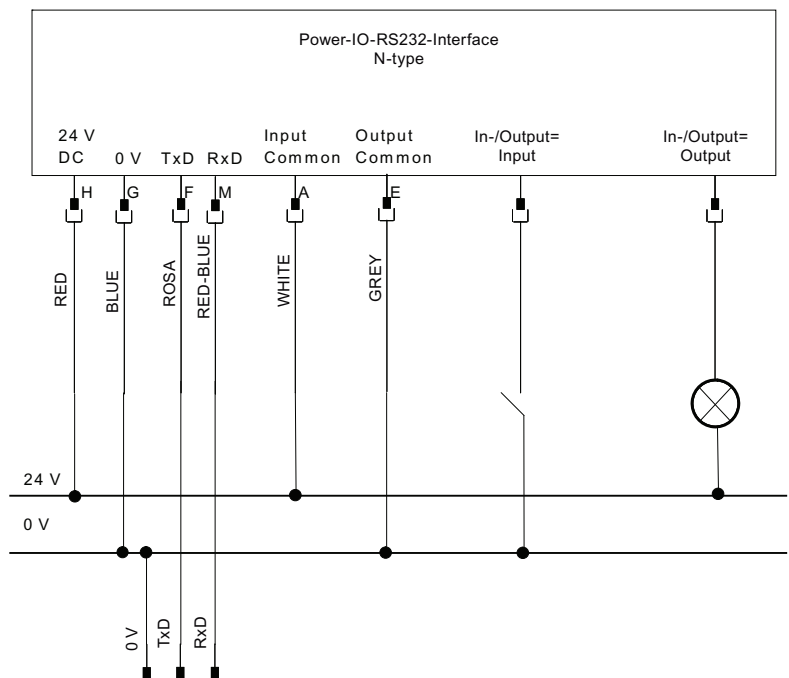 Power-IO-RS232-Interface
N-type
24 V
DC
0 V
TxD
RxD
Input
Common
Output
Common
In-/Output=
Input
In-/Output=
Output
H
G
F
M
A
E
RED
BLUE
ROSA
RED-BLUE
WHITE
GREY
24 V
0 V
0 V
TxD
RxD